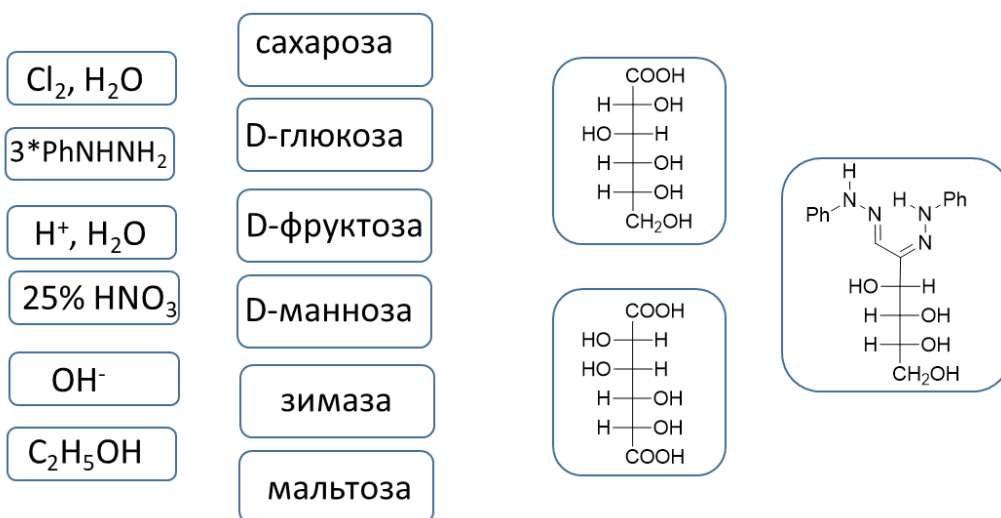 Cl₂, H₂O
3*PhNHNH₂
H⁺, H₂O
25% HNO₃
OH⁻
C₂H₅OH
сахароза
D-глюкоза
D-фруктоза
D-манноза
зимаза
мальтоза
COOH
H OH
HO H
H OH
H OH
CH₂OH
COOH
HO H
HO H
H OH
H OH
COOH
H H
Ph N N N N Ph
HO H
H OH
H OH
CH₂OH